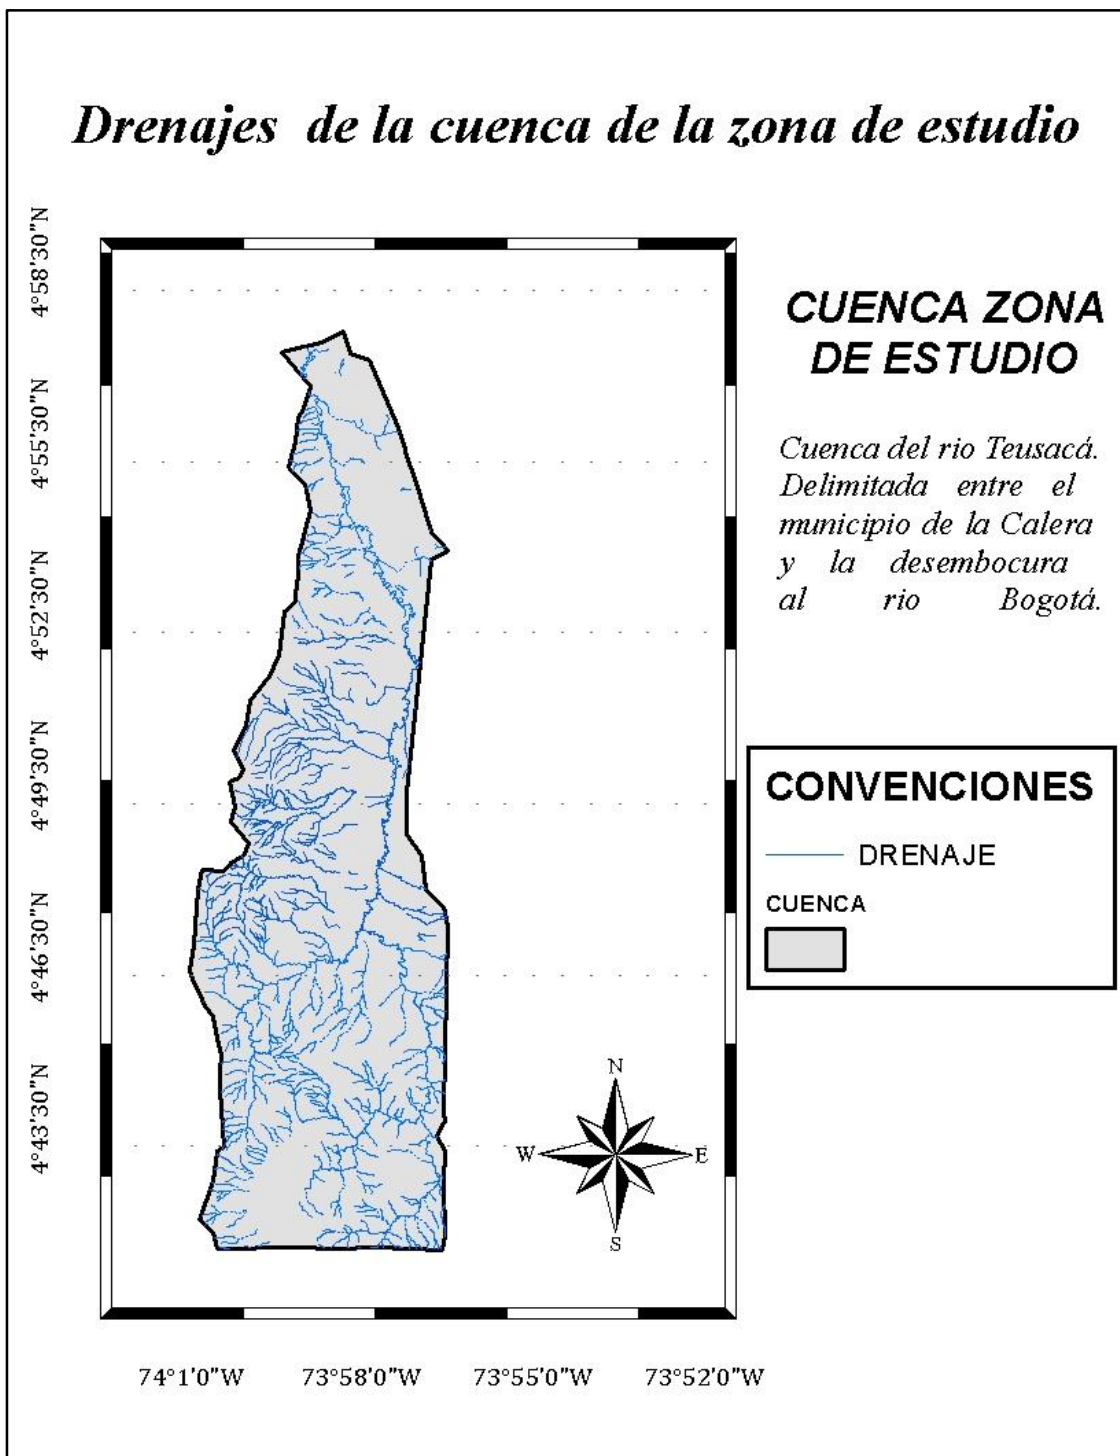 Drenajes de la cuenca de la zona de estudio
4°58'30"N
4°55'30"N
4°52'30"N
4°49'30"N
4°46'30"N
4°43'30"N
CUENCA ZONA
DE ESTUDIO
Cuenca del rio Teusacá.
Delimitada entre el
municipio de la Calera
y la desembocura
al rio Bogotá.
CONVENCIONES
DRENAJE
CUENCA
N
W
E
S
74°1'0"W
73°58'0"W
73°55'0"W
73°52'0"W